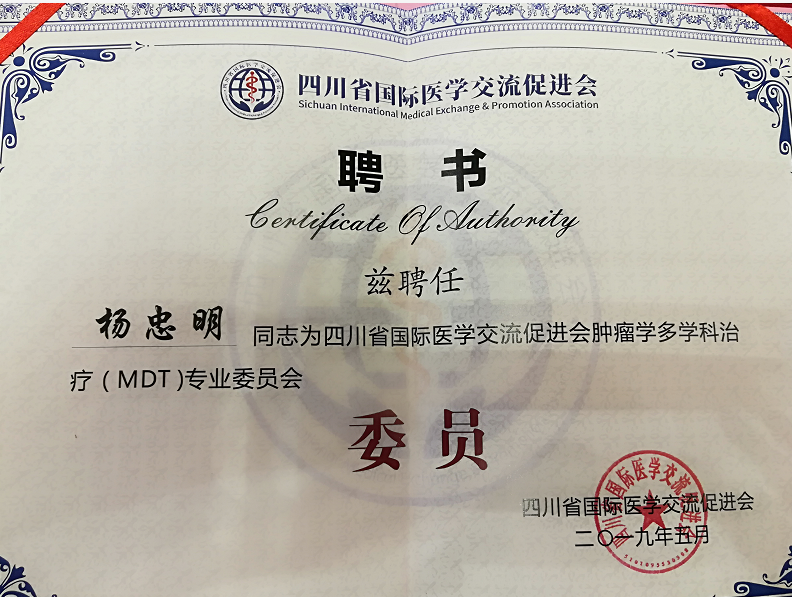 四川省国际医学交流促进会
Sichuan International Medical Exchange & Promotion Association
聘 书
Certificate Of Authority
兹聘任
杨忠明 同志为四川省国际医学交流促进会肿瘤学多学科治
疗（MDT)专业委员会
委员
四川省国际医学交流促进会
二〇一九年五月